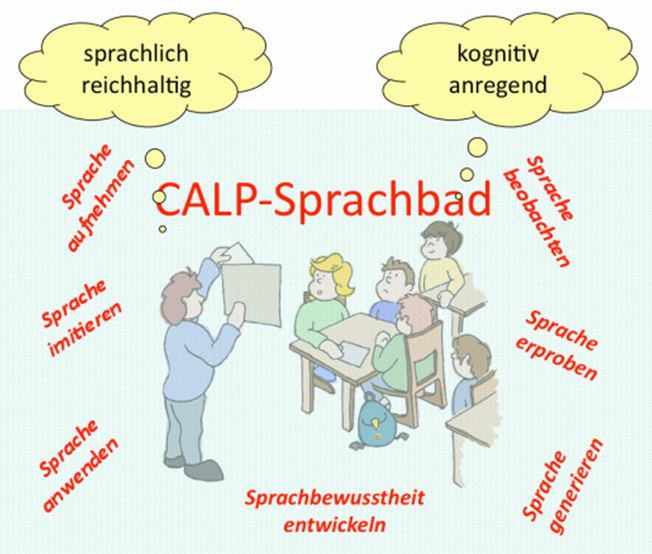 sprachlich
reichhaltig
kognitiv
anregend
CALP-Sprachbad
Sprache
aufnehmen
Sprache
beobachten
Sprache
imitieren
Sprache
erproben
Sprache
anwenden
Sprache
generieren
Sprachbewusstheit
entwickeln